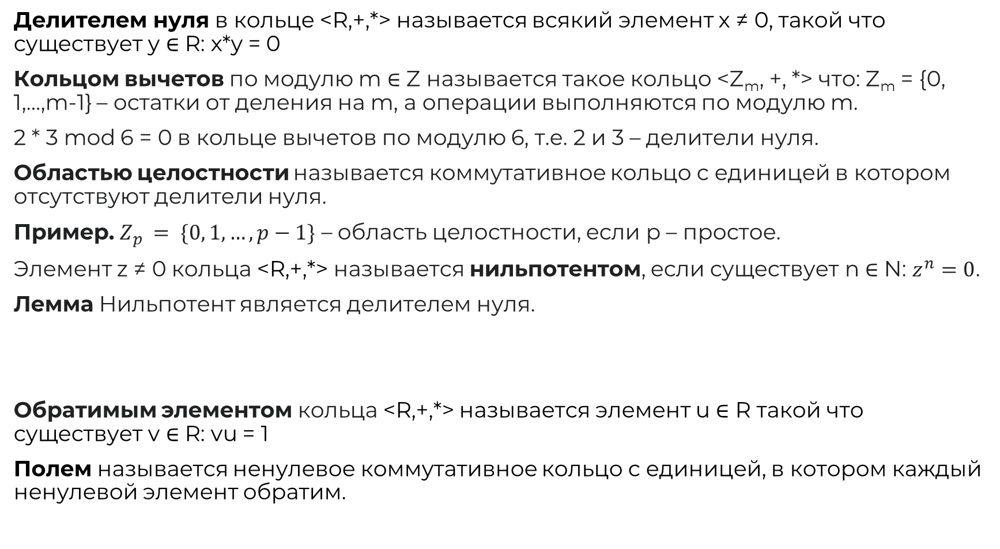 Делителем нуля в кольце <R,+,*> называется всякий элемент x ≠ 0, такой что
существует y ∈ R: x*y = 0
Кольцом вычетов по модулю m ∈ Z называется такое кольцо <Zₘ, +, *> что: Zₘ = {0,
1,...,m-1} – остатки от деления на m, а операции выполняются по модулю m.
2 * 3 mod 6 = 0 в кольце вычетов по модулю 6, т.е. 2 и 3 – делители нуля.
Областью целостности называется коммутативное кольцо с единицей в котором
отсутствуют делители нуля.
Пример. Zₚ = {0, 1, ..., p − 1} – область целостности, если p – простое.
Элемент z ≠ 0 кольца <R,+,*> называется нильпотентом, если существует n ∈ N: zⁿ = 0.
Лемма Нильпотент является делителем нуля.
Обратимым элементом кольца <R,+,*> называется элемент u ∈ R такой что
существует v ∈ R: vu = 1
Полем называется ненулевое коммутативное кольцо с единицей, в котором каждый
ненулевой элемент обратим.